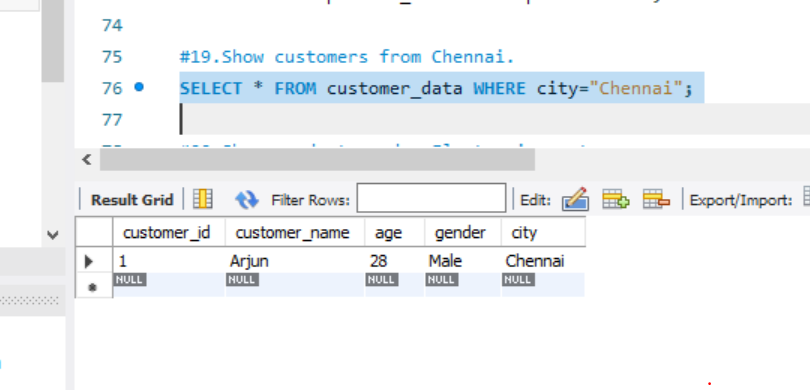 74
75 #19.Show customers from Chennai.
76 SELECT * FROM customer_data WHERE city="Chennai";
77
Result Grid Filter Rows: Edit: Export/Import:
customer_id customer_name age gender city
1 Arjun 28 Male Chennai
NULL NULL NULL NULL NULL